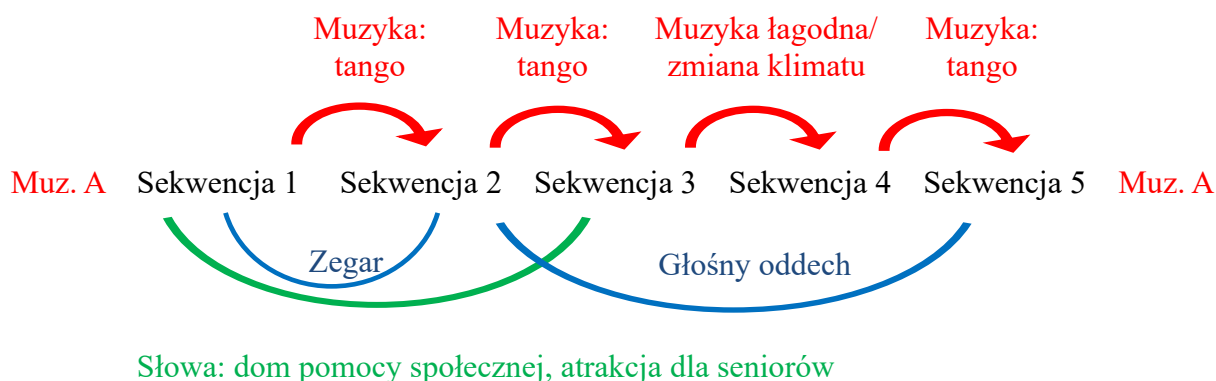 Muzyka:
tango
Muzyka:
tango
Muzyka łagodna/
zmiana klimatu
Muzyka:
tango
Muz. A Sekwencja 1 Sekwencja 2 Sekwencja 3 Sekwencja 4 Sekwencja 5 Muz. A
Zegar
Głośny oddech
Słowa: dom pomocy społecznej, atrakcja dla seniorów